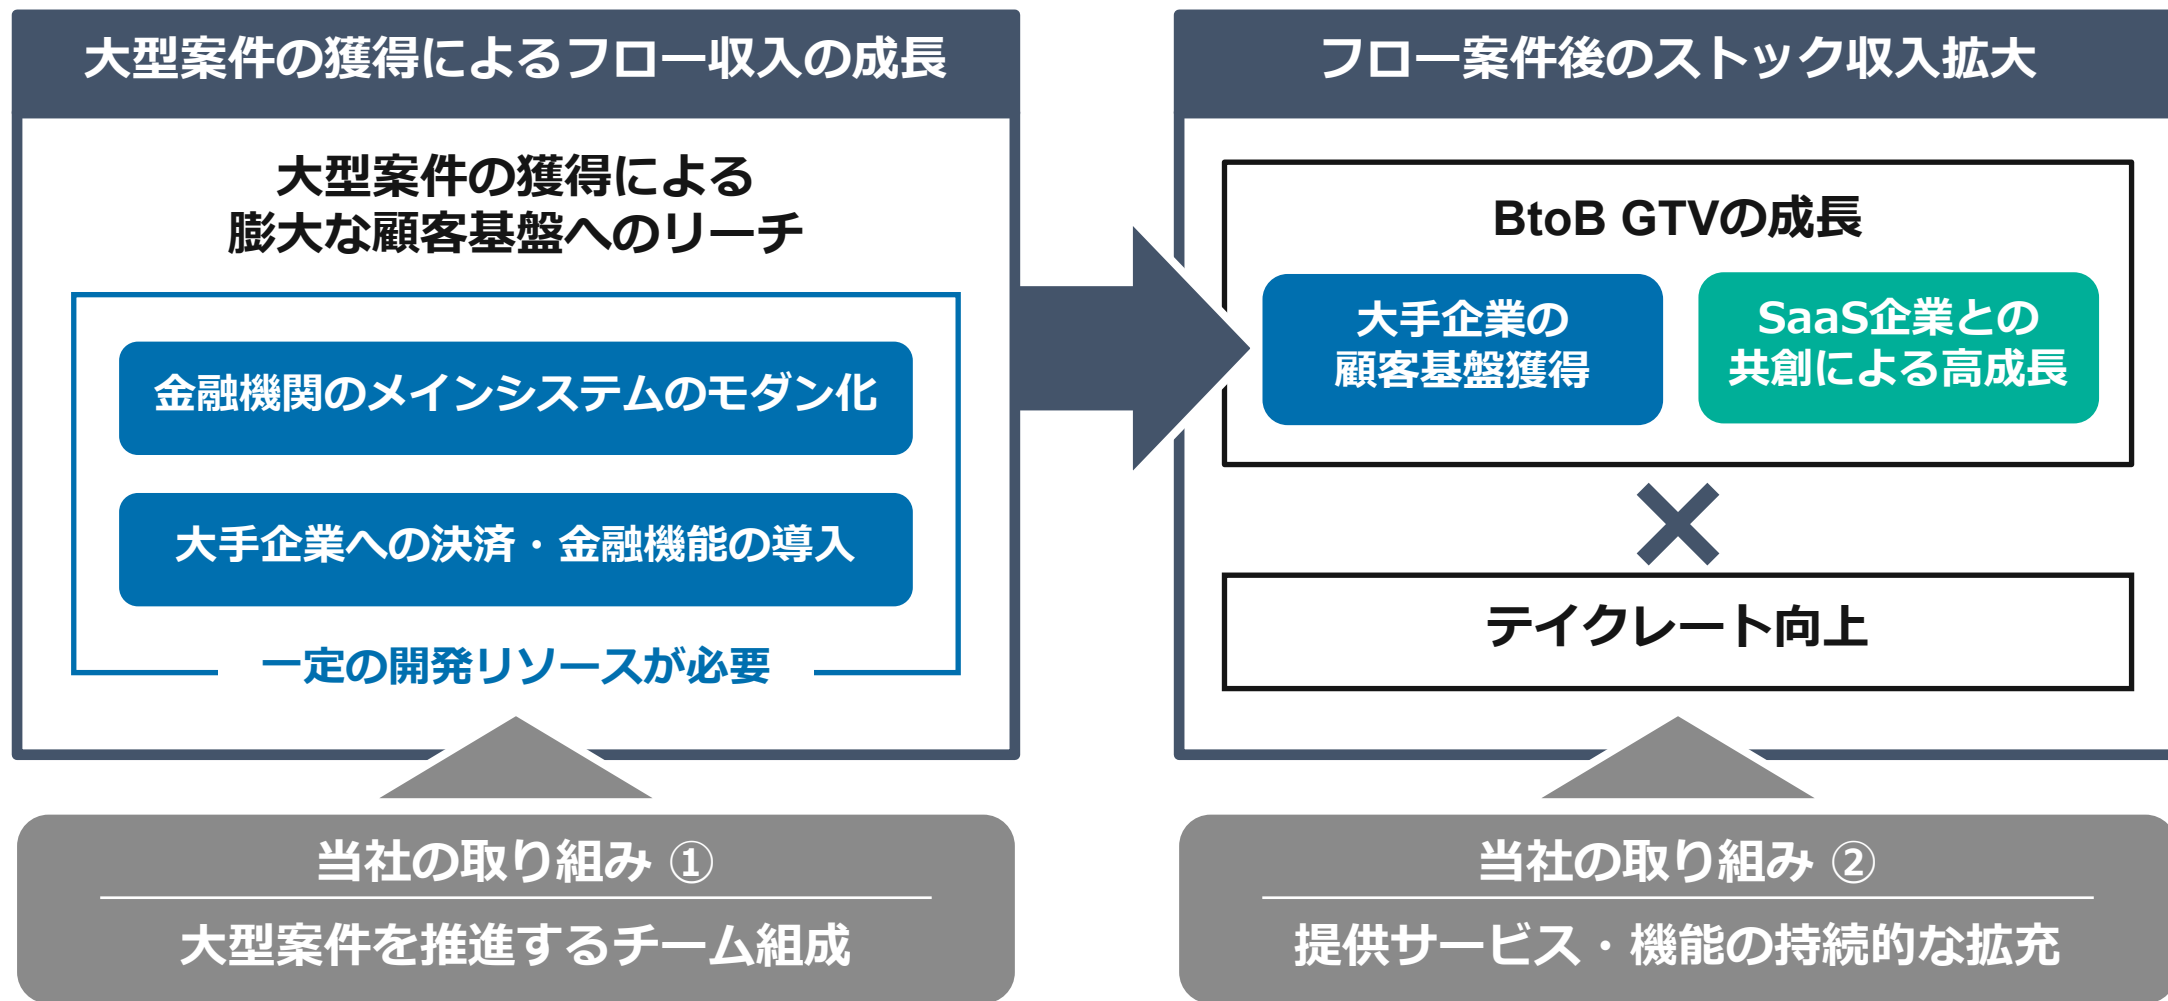 大型案件の獲得によるフロー収入の成長
大型案件の獲得による
膨大な顧客基盤へのリーチ
金融機関のメインシステムのモダン化
大手企業への決済・金融機能の導入
一定の開発リソースが必要
当社の取り組み ①
大型案件を推進するチーム組成
フロー案件後のストック収入拡大
BtoB GTVの成長
大手企業の
顧客基盤獲得
SaaS企業との
共創による高成長
テイクレート向上
当社の取り組み ②
提供サービス・機能の持続的な拡充